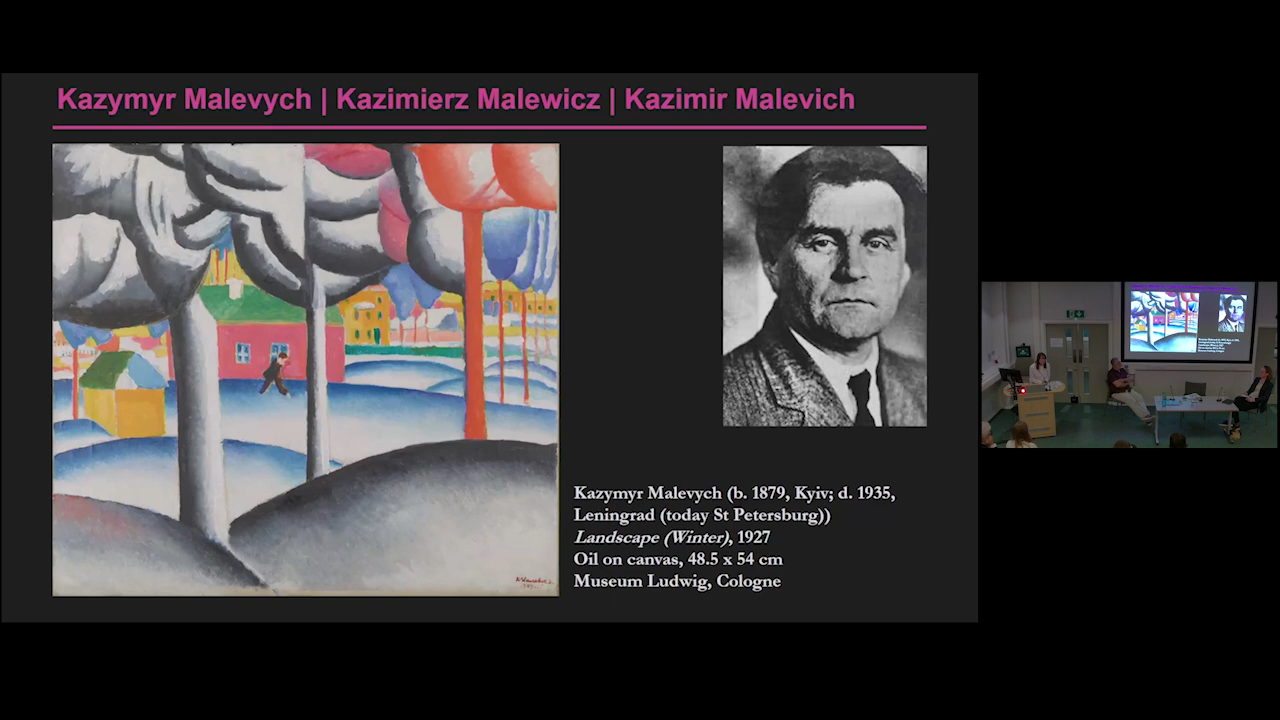 Kazymyr Malevych | Kazimierz Malewicz | Kazimir Malevich
Kazymyr Malevych (b. 1879, Kyiv; d. 1935,
Leningrad (today St Petersburg))
Landscape (Winter), 1927
Oil on canvas, 48.5 x 54 cm
Museum Ludwig, Cologne